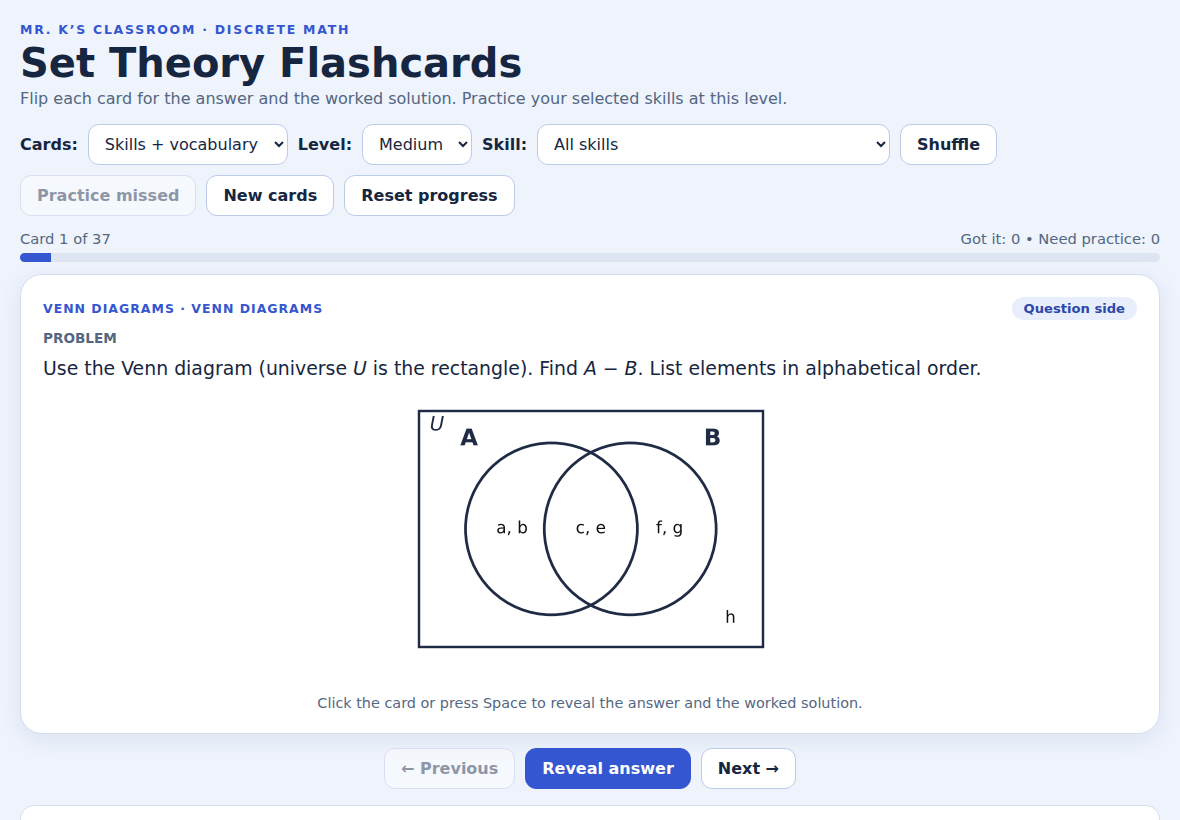 MR. K’S CLASSROOM · DISCRETE MATH
Set Theory Flashcards
Flip each card for the answer and the worked solution. Practice your selected skills at this level.
Cards: Skills + vocabulary Level: Medium Skill: All skills Shuffle
Practice missed New cards Reset progress
Card 1 of 37 Got it: 0 • Need practice: 0
VENN DIAGRAMS · VENN DIAGRAMS Question side
PROBLEM
Use the Venn diagram (universe U is the rectangle). Find A − B. List elements in alphabetical order.
U
A B
a, b c, e f, g
h
Click the card or press Space to reveal the answer and the worked solution.
← Previous Reveal answer Next →